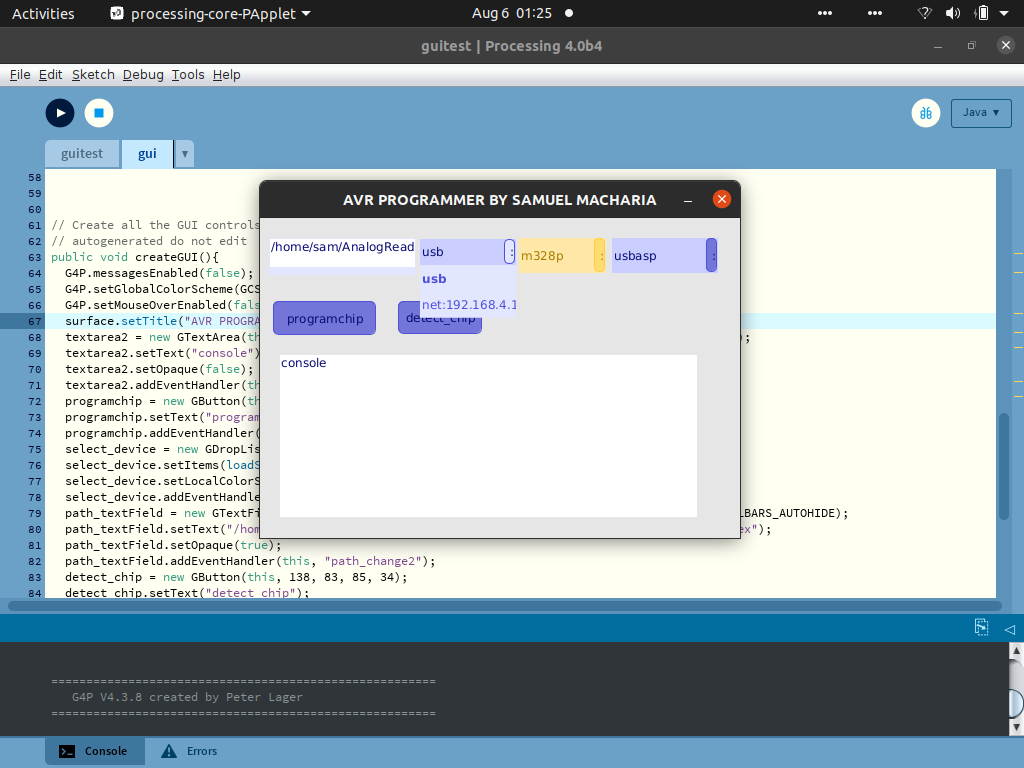 Activities processing-core-PApplet Aug 6 01:25
guitest | Processing 4.0b4
File Edit Sketch Debug Tools Help
Java
guitest gui
58
59
60
61 // Create all the GUI controls
62 // autogenerated do not edit
63 public void createGUI(){
64 G4P.messagesEnabled(false);
65 G4P.setGlobalColorScheme(GCS
66 G4P.setMouseOverEnabled(fals
67 surface.setTitle("AVR PROGRA
68 textarea2 = new GTextArea(th );
69 textarea2.setText("console")
70 textarea2.setOpaque(false);
71 textarea2.addEventHandler(th
72 programchip = new GButton(th
73 programchip.setText("program
74 programchip.addEventHandler(
75 select_device = new GDropLis
76 select_device.setItems(loadS
77 select_device.setLocalColorS
78 select_device.addEventHandle
79 path_textField = new GTextFi LBARS_AUTOHIDE);
80 path_textField.setText("/hom ex");
81 path_textField.setOpaque(true);
82 path_textField.addEventHandler(this, "path_change2");
83 detect_chip = new GButton(this, 138, 83, 85, 34);
84 detect_chip.setText("detect_chip");
AVR PROGRAMMER BY SAMUEL MACHARIA
/home/sam/AnalogRead usb : m328p : usbasp :
usb
net:192.168.4.1
programchip detect_chip
console
===================================================
G4P V4.3.8 created by Peter Lager
===================================================
Console Errors